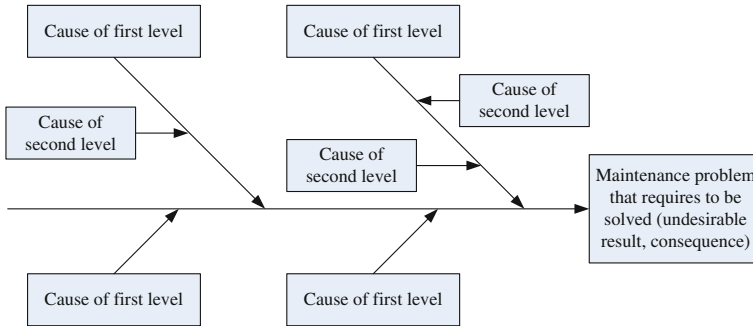 Cause of first level
Cause of first level
Cause of
second level
Cause of
second level
Cause of
second level
Maintenance problem
that requires to be
solved (undesirable
result, consequence)
Cause of first level
Cause of first level